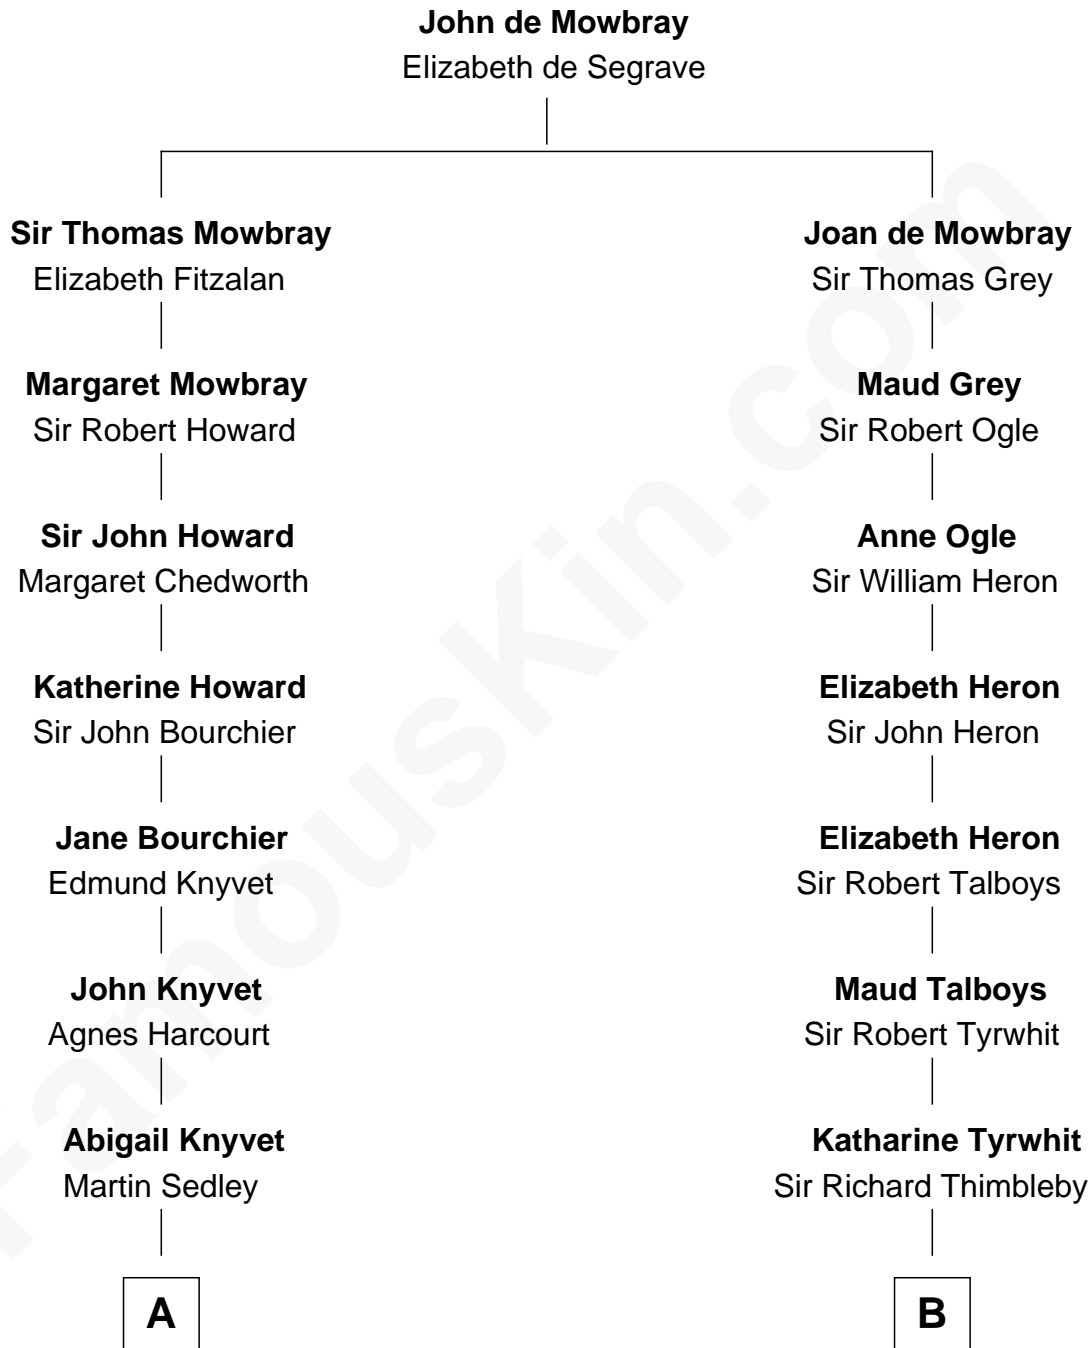 John de Mowbray
Elizabeth de Segrave
Sir Thomas Mowbray
Elizabeth Fitzalan
Joan de Mowbray
Sir Thomas Grey
Margaret Mowbray
Sir Robert Howard
Maud Grey
Sir Robert Ogle
Sir John Howard
Margaret Chedworth
Anne Ogle
Sir William Heron
Katherine Howard
Sir John Bourchier
Elizabeth Heron
Sir John Heron
Jane Bourchier
Edmund Knyvet
Elizabeth Heron
Sir Robert Talboys
John Knyvet
Agnes Harcourt
Maud Talboys
Sir Robert Tyrwhit
Abigail Knyvet
Martin Sedley
Katharine Tyrwhit
Sir Richard Thimbleby
A
B
FamousKin.com